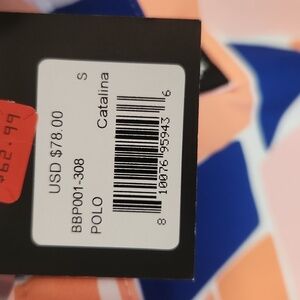 $62.99
USD $78.00 S
BBP001-308 Catalina
POLO
8 10076 95943 6